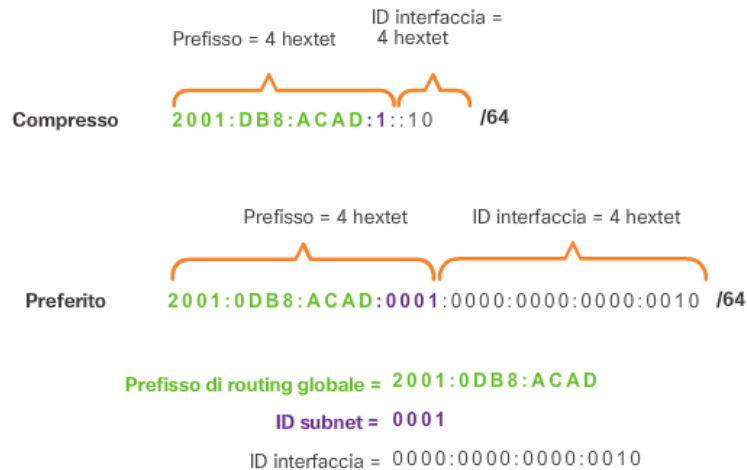 Prefisso = 4 hextet
ID interfaccia =
4 hextet
Compresso 2001:DB8:ACAD:1::10 /64
Prefisso = 4 hextet ID interfaccia = 4 hextet
Preferito 2001:0DB8:ACAD:0001:0000:0000:0000:0010 /64
Prefisso di routing globale = 2001:0DB8:ACAD
ID subnet = 0001
ID interfaccia = 0000:0000:0000:0010